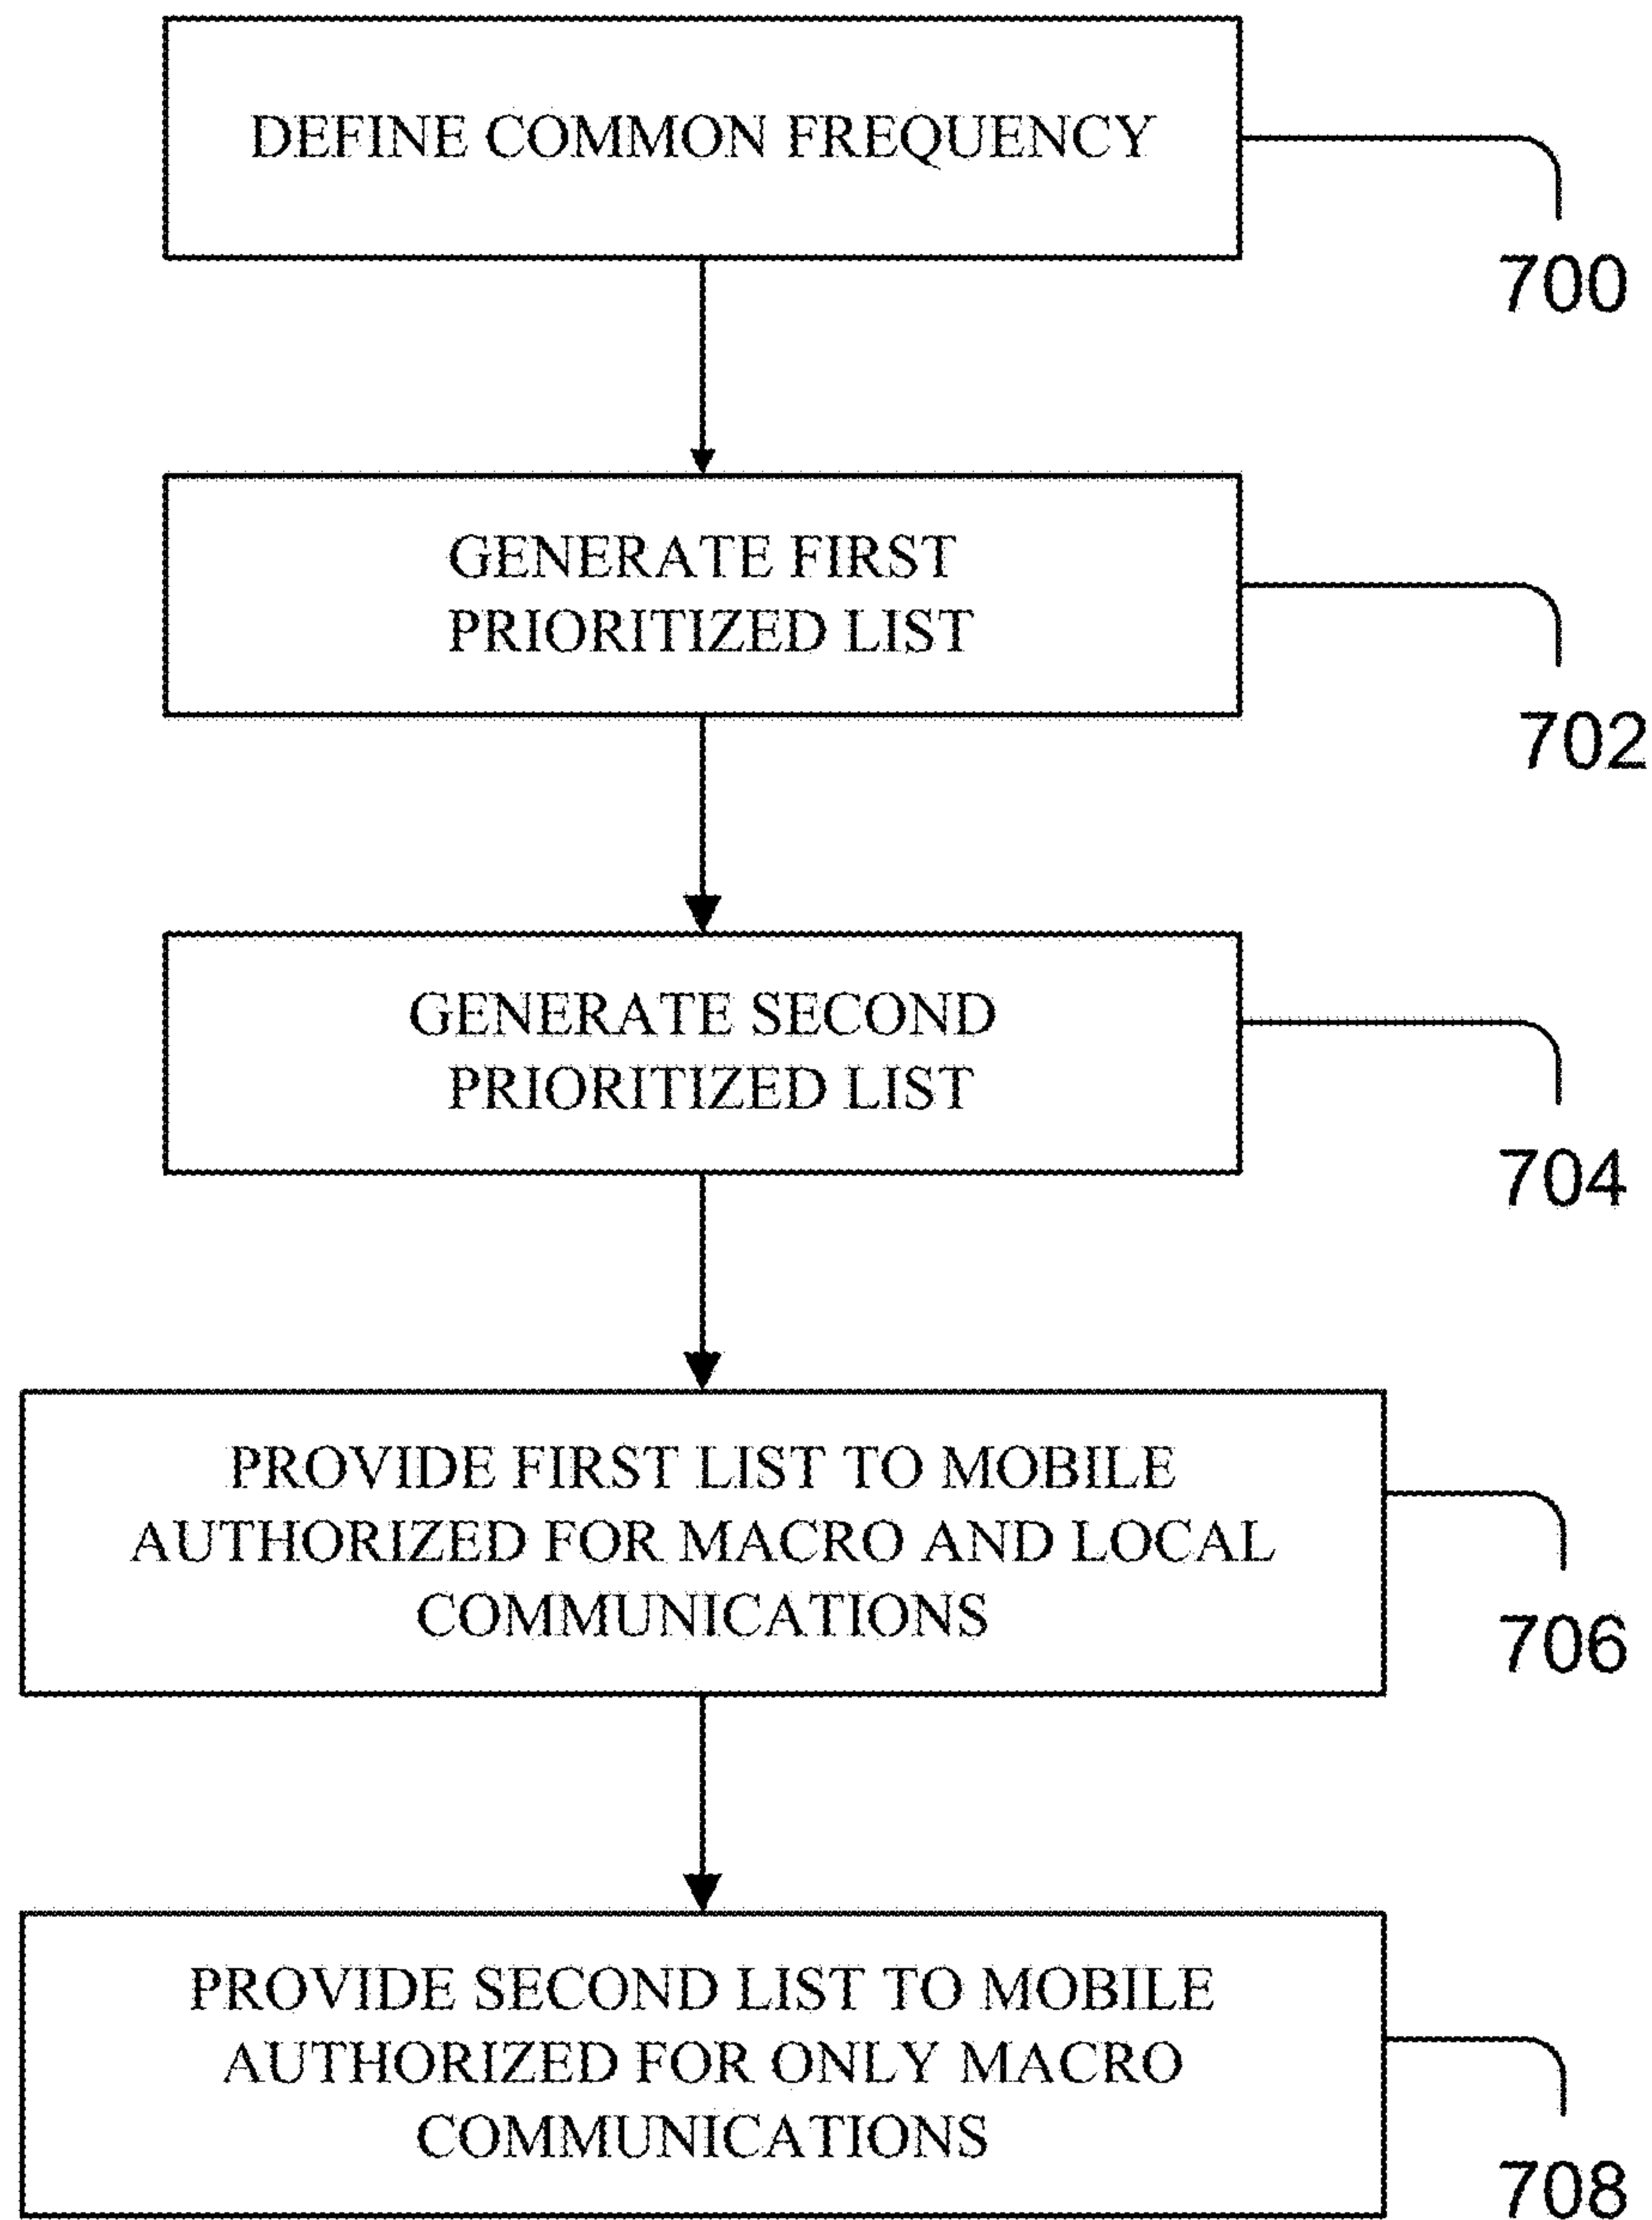 DEFINE COMMON FREQUENCY
700
GENERATE FIRST
PRIORITIZED LIST
702
GENERATE SECOND
PRIORITIZED LIST
704
PROVIDE FIRST LIST TO MOBILE
AUTHORIZED FOR MACRO AND LOCAL
COMMUNICATIONS
706
PROVIDE SECOND LIST TO MOBILE
AUTHORIZED FOR ONLY MACRO
COMMUNICATIONS
708